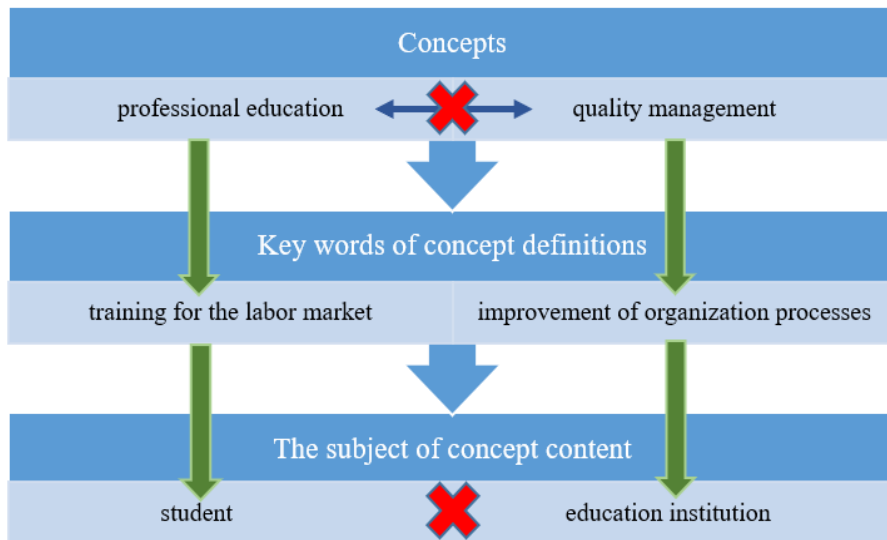 Concepts
professional education
quality management
Key words of concept definitions
training for the labor market
improvement of organization processes
The subject of concept content
student
education institution